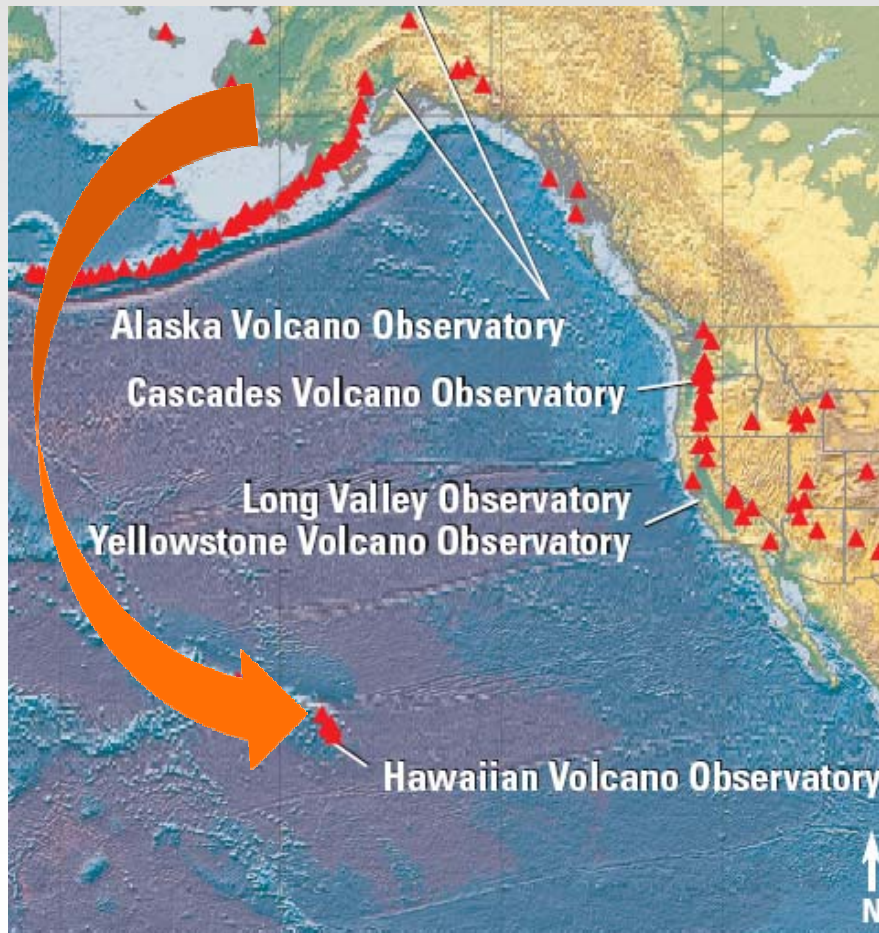 Alaska Volcano Observatory
Cascades Volcano Observatory
Long Valley Observatory
Yellowstone Volcano Observatory
Hawaiian Volcano Observatory
N